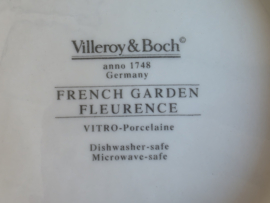 Villeroy & Boch©
anno 1748
Germany
FRENCH GARDEN
FLEURENCE
VITRO-Porcelaine
Dishwasher-safe
Microwave-safe